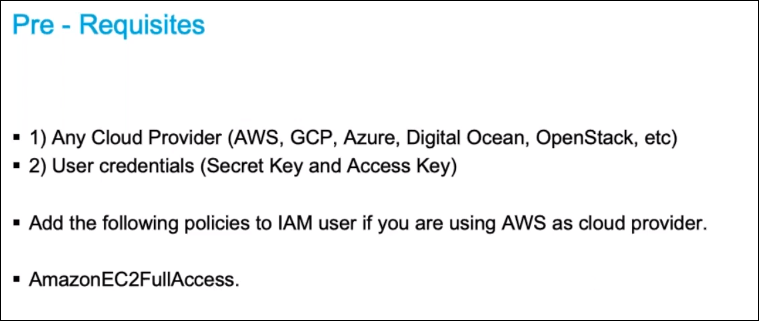 Pre - Requisites
▪ 1) Any Cloud Provider (AWS, GCP, Azure, Digital Ocean, OpenStack, etc)
▪ 2) User credentials (Secret Key and Access Key)
▪ Add the following policies to IAM user if you are using AWS as cloud provider.
▪ AmazonEC2FullAccess.